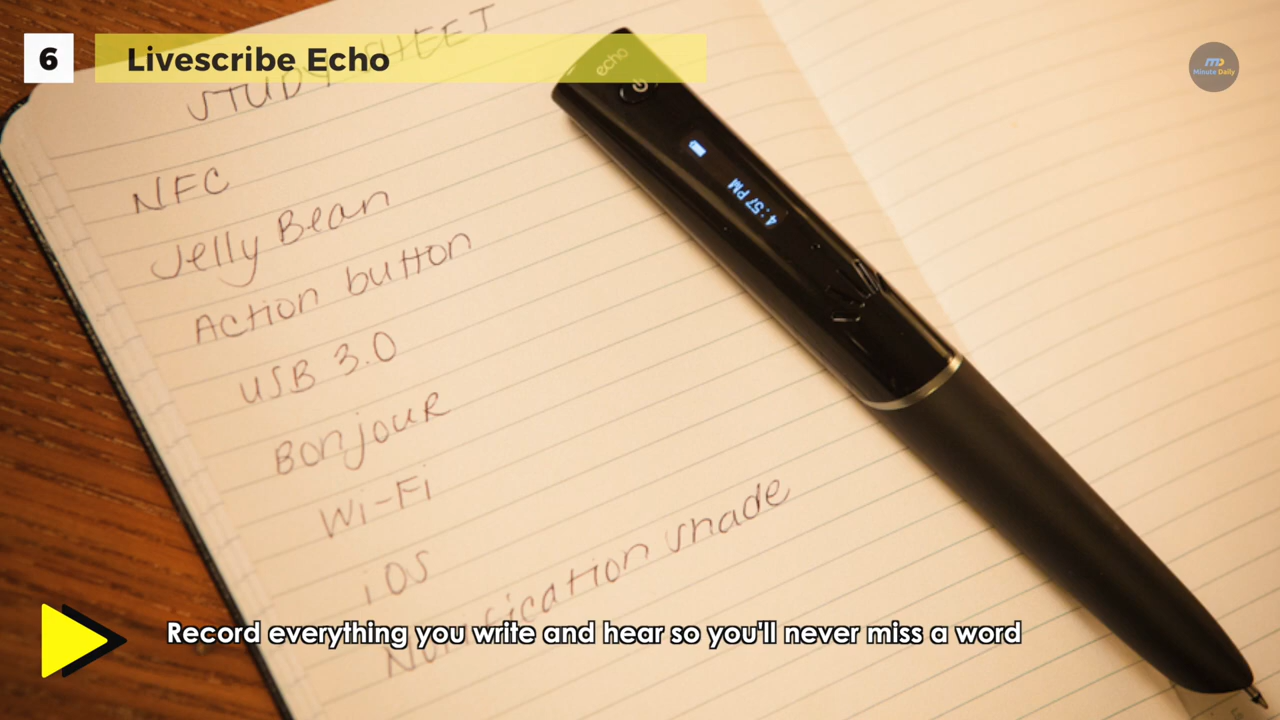 6
Livescribe Echo
MD
Minute Daily
STUDY SHEET
echo
4:57 PM
NFC
Jelly Bean
Action button
USB 3.0
Bonjour
Wi-Fi
iOS
Notification shade
Record everything you write and hear so you'll never miss a word